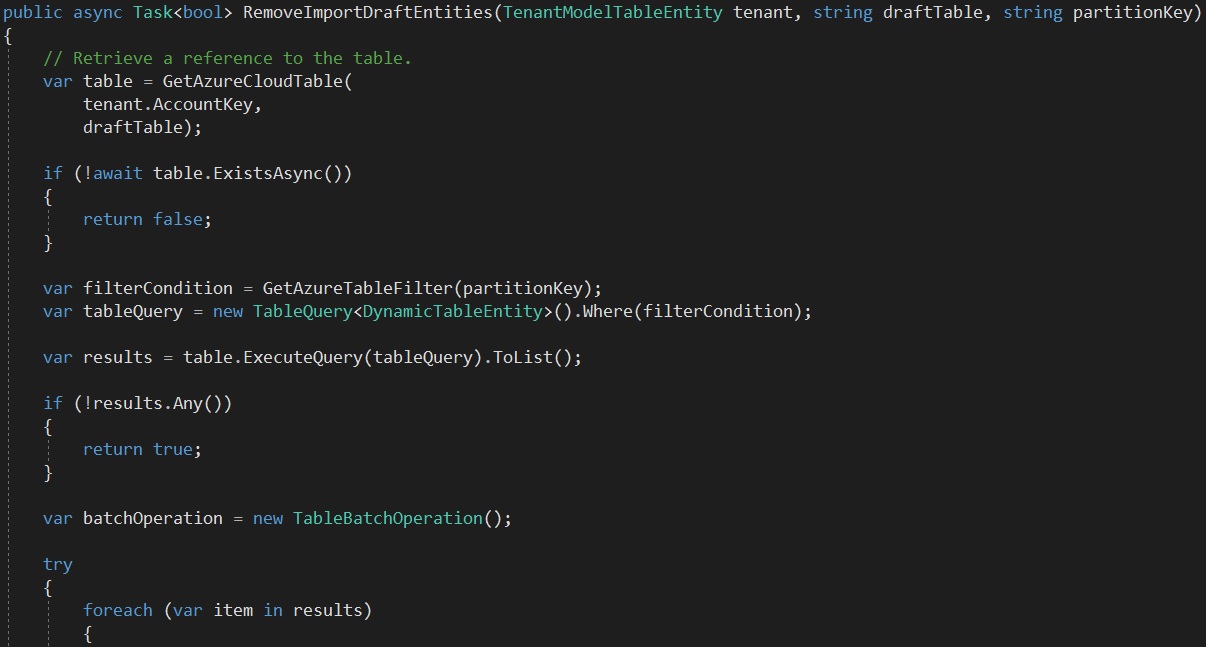 public async Task<bool> RemoveImportDraftEntities(TenantModelTableEntity tenant, string draftTable, string partitionKey)
{
    // Retrieve a reference to the table.
    var table = GetAzureCloudTable(
        tenant.AccountKey,
        draftTable);

    if (!await table.ExistsAsync())
    {
        return false;
    }

    var filterCondition = GetAzureTableFilter(partitionKey);
    var tableQuery = new TableQuery<DynamicTableEntity>().Where(filterCondition);

    var results = table.ExecuteQuery(tableQuery).ToList();

    if (!results.Any())
    {
        return true;
    }

    var batchOperation = new TableBatchOperation();

    try
    {
        foreach (var item in results)
        {